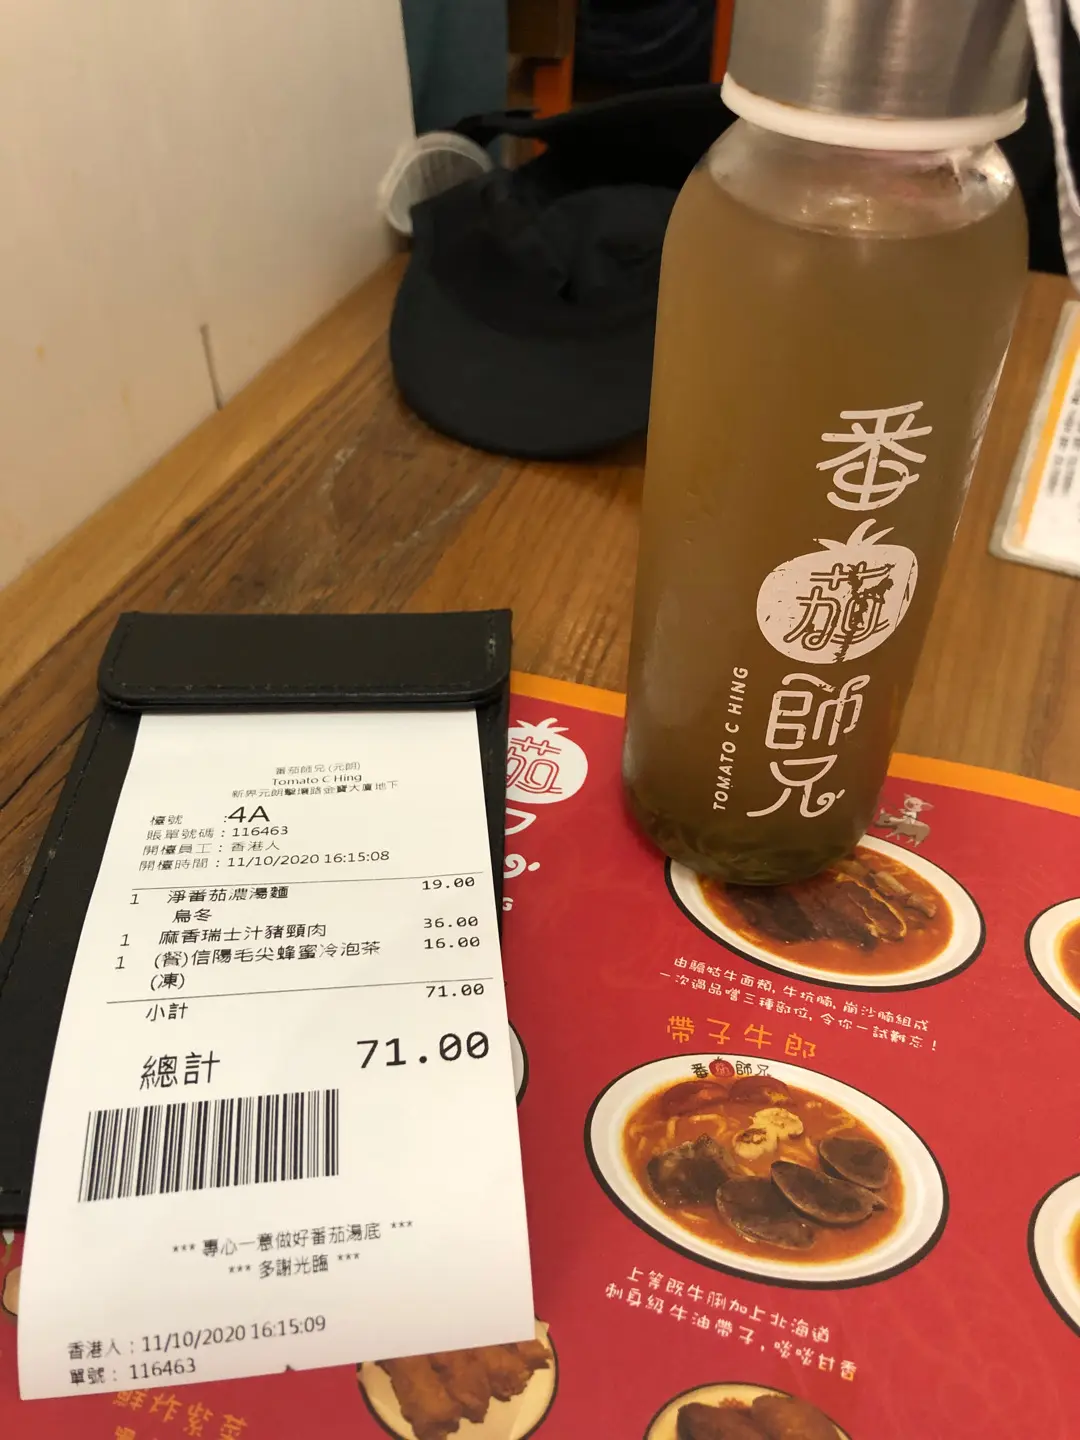 番茄師兄 (元朗)
Tomato C Hing
新界元朗擊壤路金寶大廈地下
檯號 :4A
賬單號碼 : 116463
開檯員工 : 香港人
開檯時間 : 11/10/2020 16:15:08
1 淨番茄濃湯麵 19.00
烏冬
1 麻香瑞士汁豬頸肉 36.00
1 (餐)信陽毛尖蜂蜜冷泡茶 16.00
(凍)
小計 71.00
總計 71.00
*** 專心一意做好番茄湯底 ***
*** 多謝光臨 ***
香港人 : 11/10/2020 16:15:09
單號 : 116463
番茄師兄
TOMATO C HING
茄
由騸牯牛面頰, 牛坑腩, 崩沙腩組成
一次過品嚐三種部位, 令你一試難忘!
帶子牛郎
番茄師兄
上等既牛脷加上北海道
刺身級牛油帶子, 啖啖甘香
鮮炸紫菜